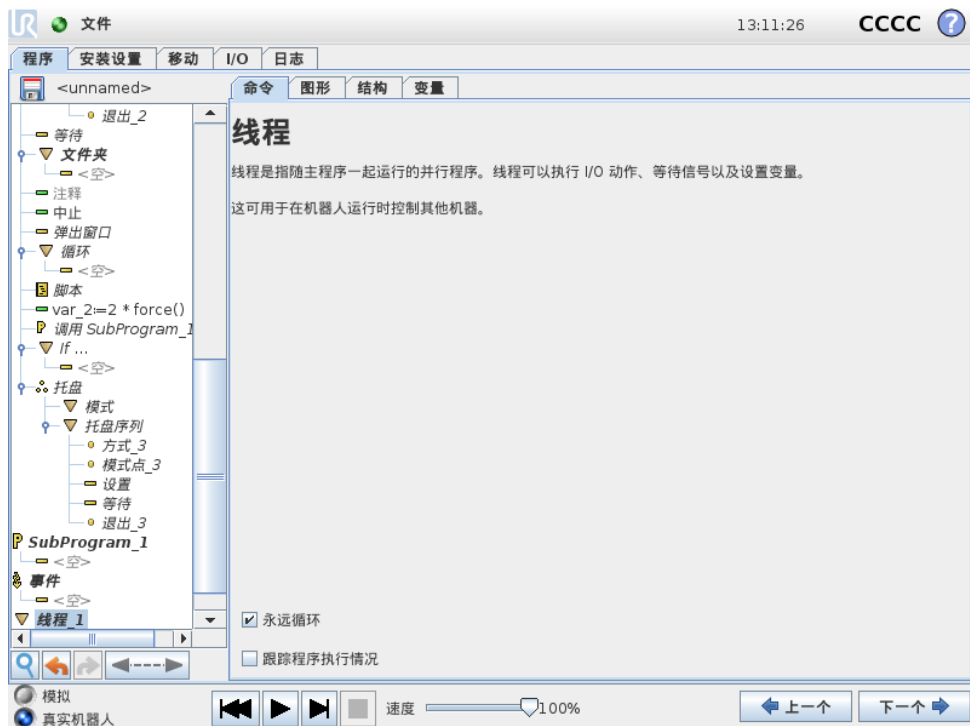 UR 文件 13:11:26 CCCC ?
程序 安装设置 移动 I/O 日志
<unnamed>
命令 图形 结构 变量
退出_2
等待
文件夹
<空>
注释
中止
弹出窗口
循环
<空>
脚本
var_2:=2 * force()
调用 SubProgram_1
If ...
<空>
托盘
模式
托盘序列
方式_3
模式点_3
设置
等待
退出_3
SubProgram_1
<空>
事件
<空>
线程_1
线程
线程是指随主程序一起运行的并行程序。线程可以执行 I/O 动作、等待信号以及设置变量。
这可用于在机器人运行时控制其他机器。
永远循环
跟踪程序执行情况
模拟
真实机器人
速度 100%
上一个 下一个